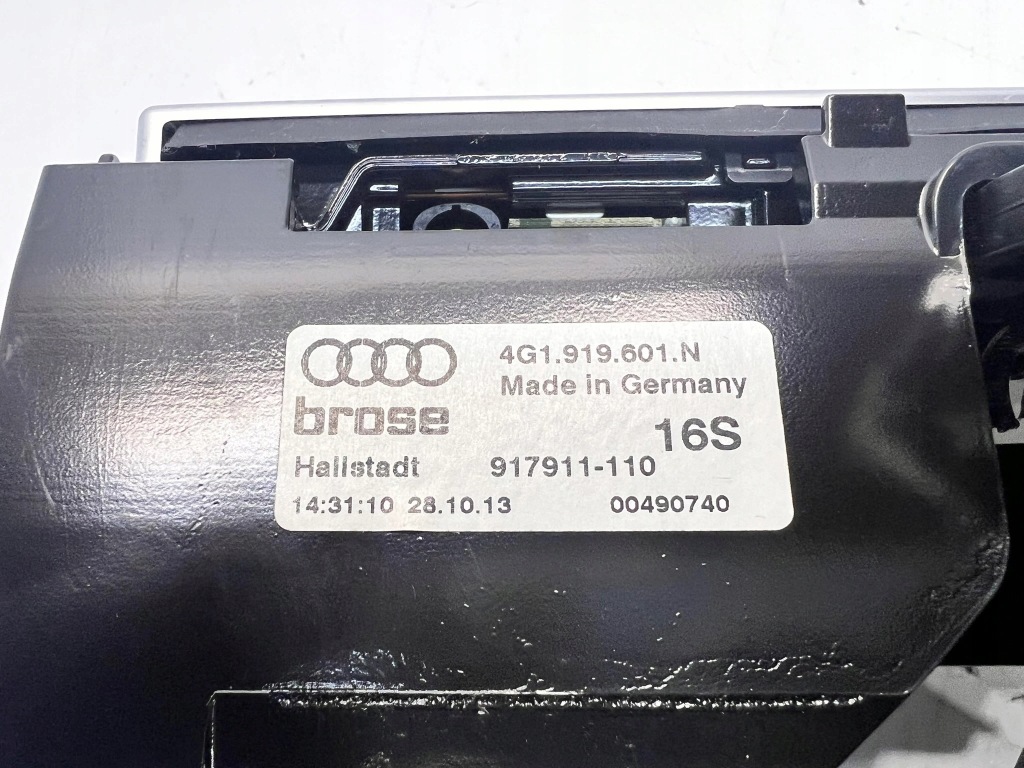 4G1.919.601.N
Made in Germany
brose
16S
Hallstadt 917911-110
14:31:10 28.10.13 00490740